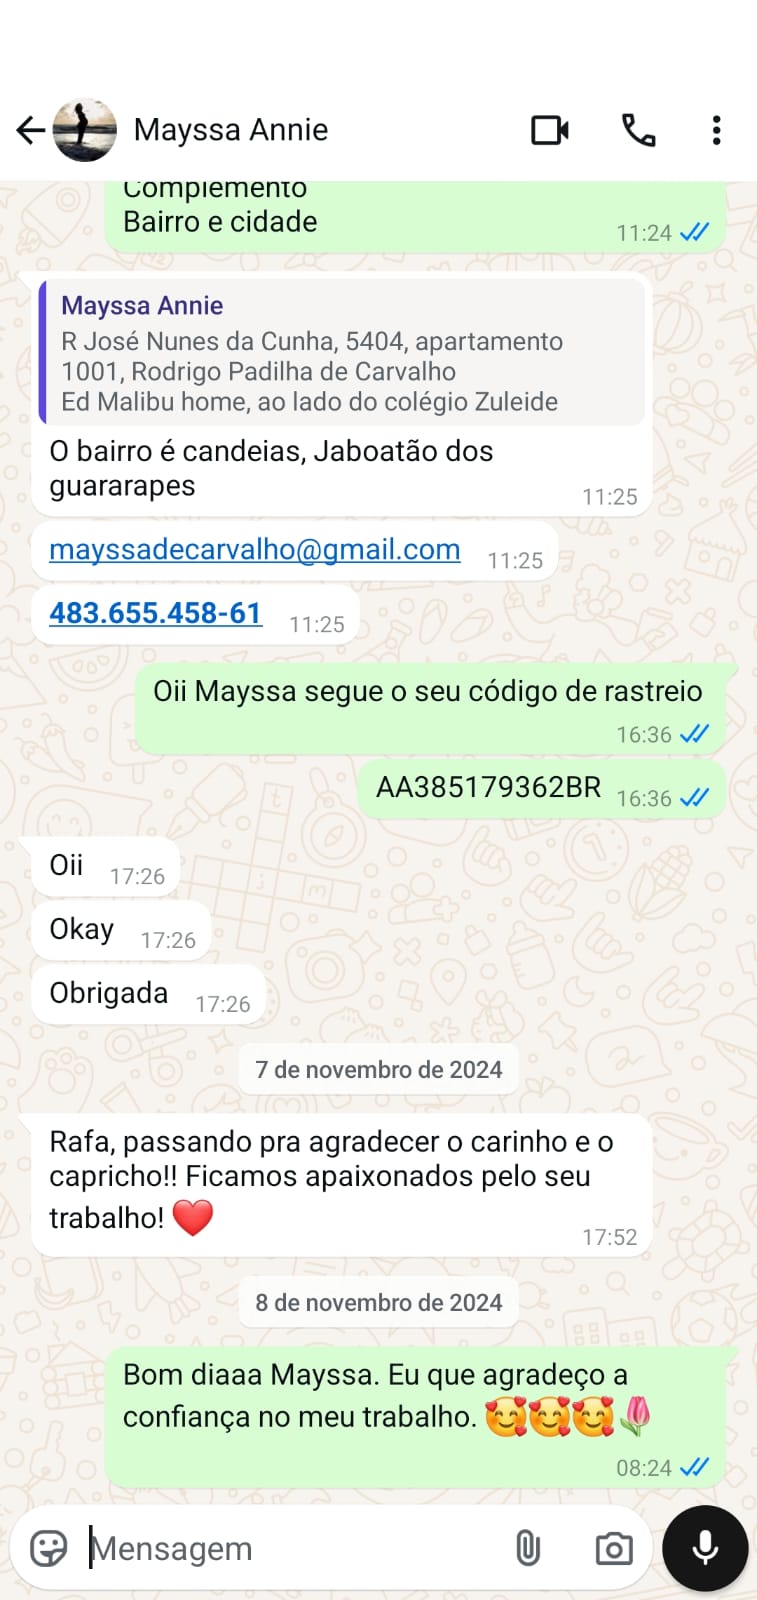 Mayssa Annie
Complemento
Bairro e cidade
11:24
Mayssa Annie
R José Nunes da Cunha, 5404, apartamento
1001, Rodrigo Padilha de Carvalho
Ed Malibu home, ao lado do colégio Zuleide
O bairro é candeias, Jaboatão dos
guararapes
11:25
mayssadecarvalho@gmail.com 11:25
483.655.458-61 11:25
Oii Mayssa segue o seu código de rastreio
16:36
AA385179362BR 16:36
Oii 17:26
Okay 17:26
Obrigada 17:26
7 de novembro de 2024
Rafa, passando pra agradecer o carinho e o
capricho!! Ficamos apaixonados pelo seu
trabalho! ❤️
17:52
8 de novembro de 2024
Bom diaaa Mayssa. Eu que agradeço a
confiança no meu trabalho. 🥰🥰🥰🌷
08:24
Mensagem